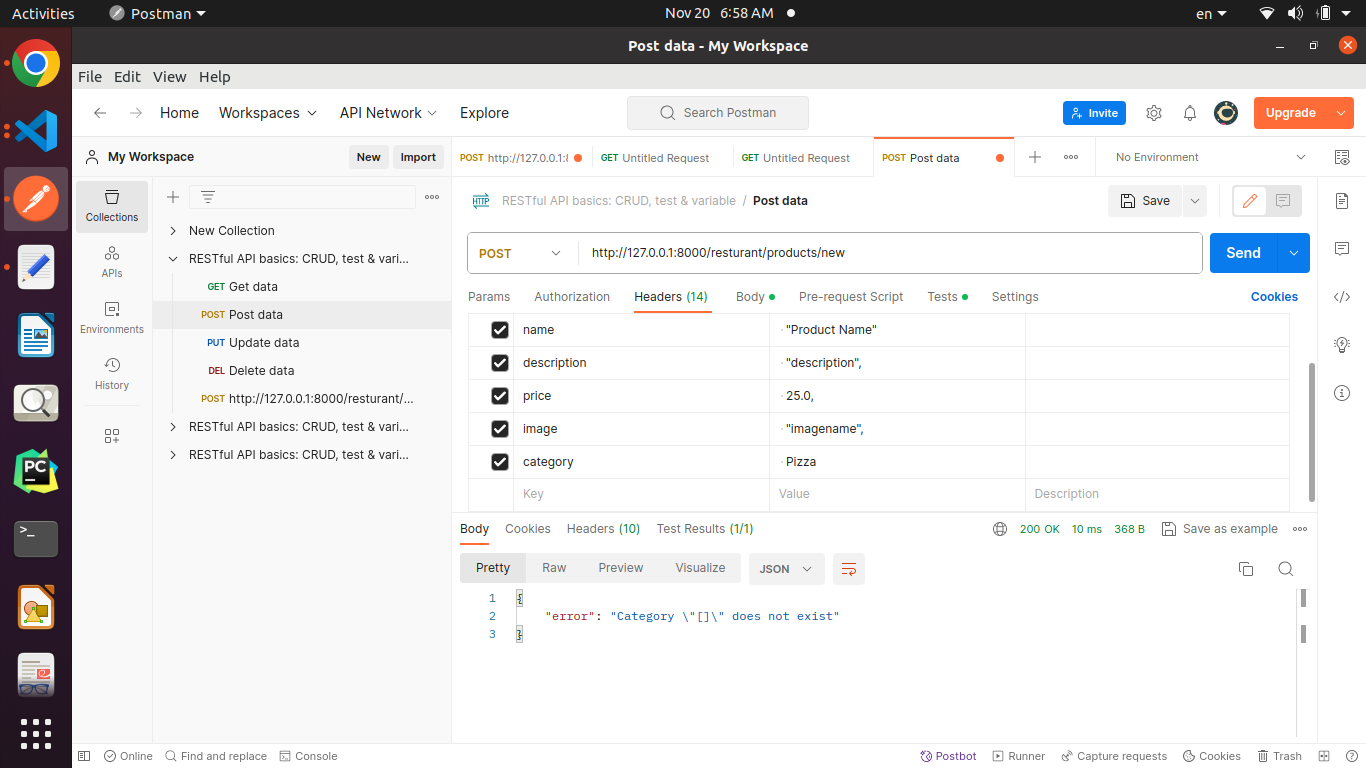 Activities Postman Nov 20 6:58 AM en
Post data - My Workspace
File Edit View Help
Home Workspaces API Network Explore Search Postman Invite Upgrade
My Workspace New Import POST http://127.0.0.1:8 GET Untitled Request GET Untitled Request POST Post data No Environment
Collections
APIs
Environments
History
New Collection
RESTful API basics: CRUD, test & vari...
GET Get data
POST Post data
PUT Update data
DEL Delete data
POST http://127.0.0.1:8000/resturant/...
RESTful API basics: CRUD, test & vari...
RESTful API basics: CRUD, test & vari...
HTTP RESTful API basics: CRUD, test & variable / Post data Save
POST http://127.0.0.1:8000/resturant/products/new Send
Params Authorization Headers (14) Body Pre-request Script Tests Settings Cookies
name "Product Name"
description "description",
price 25.0,
image "imagename",
category Pizza
Key Value Description
Body Cookies Headers (10) Test Results (1/1) 200 OK 10 ms 368 B Save as example
Pretty Raw Preview Visualize JSON
1 {
2 "error": "Category \"[]\" does not exist"
3 }
Online Find and replace Console Postbot Runner Capture requests Cookies Trash